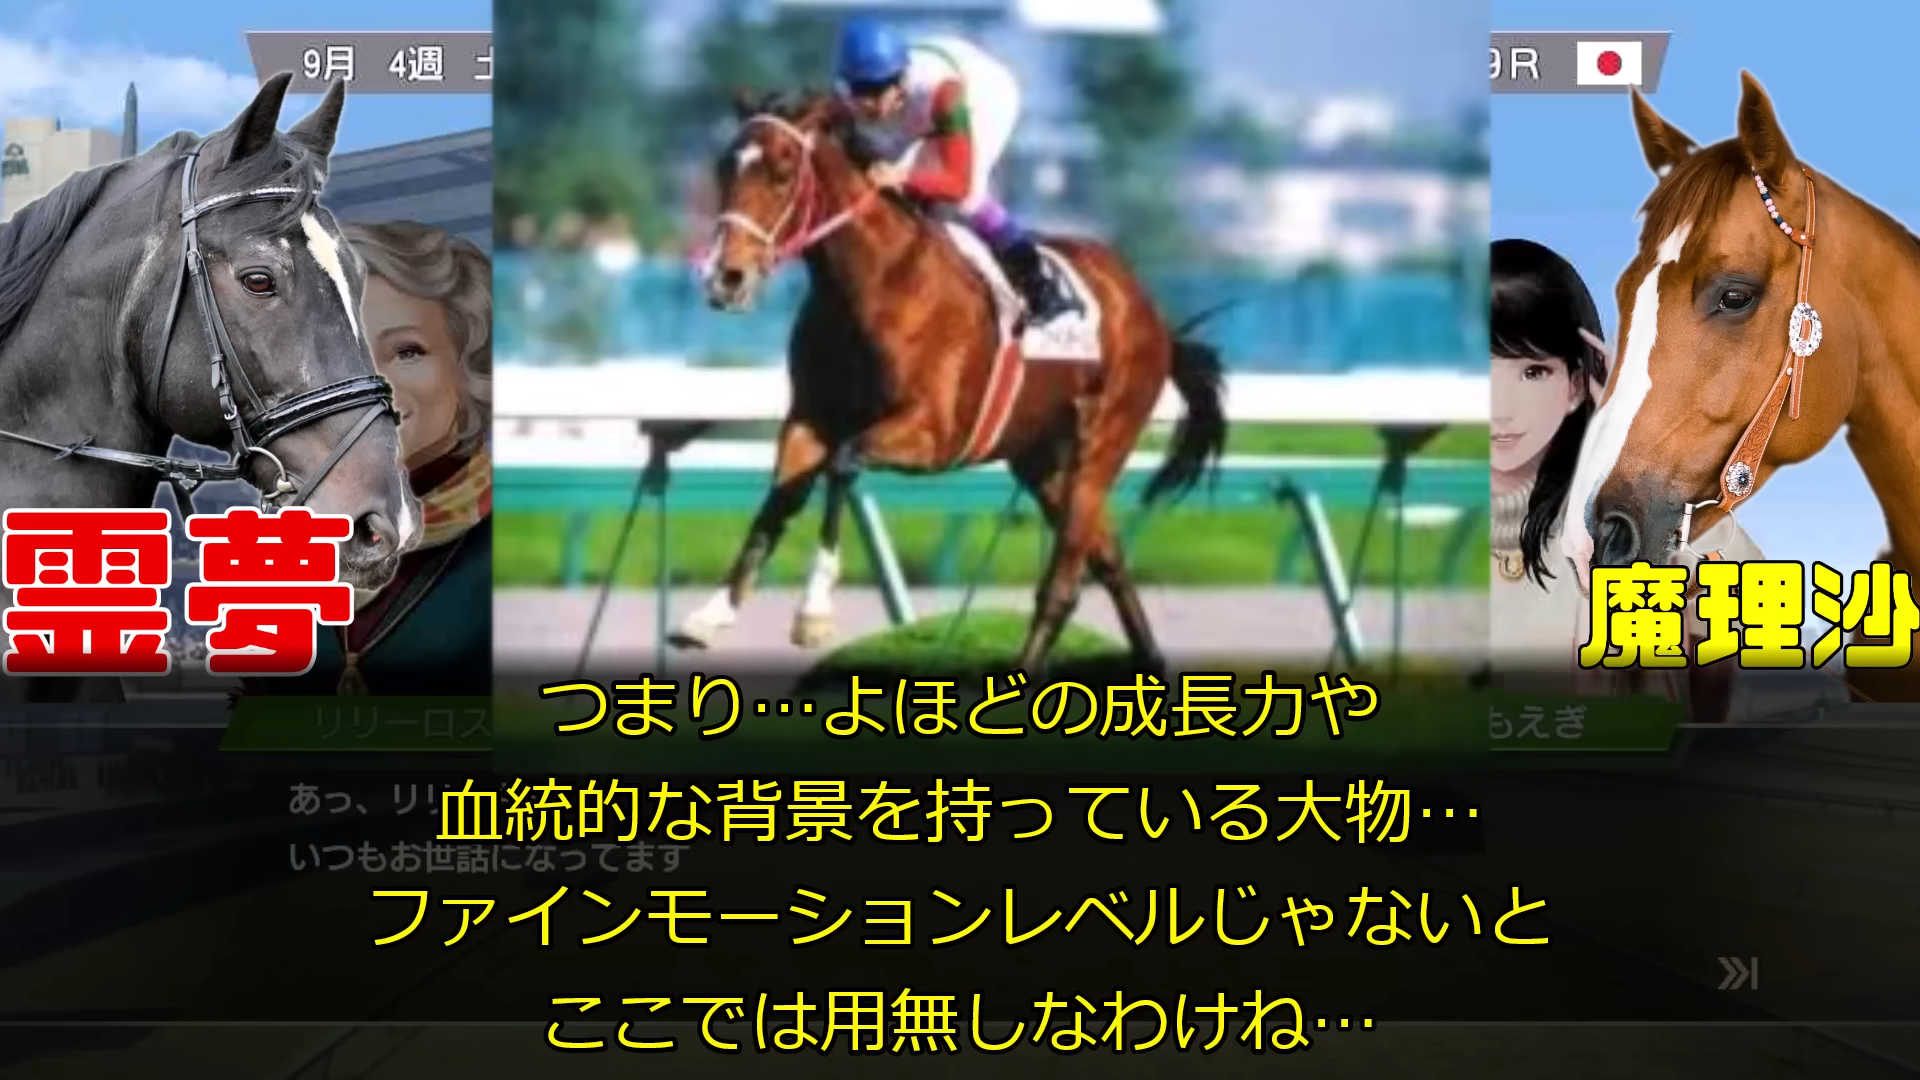 9月 4週 土
9R
霊夢
魔理沙
リリーロス
もえぎ
あっ、リリ
いつもお世話になってます
つまり…よほどの成長力や
血統的な背景を持っている大物…
ファインモーションレベルじゃないと
ここでは用無しなわけね…